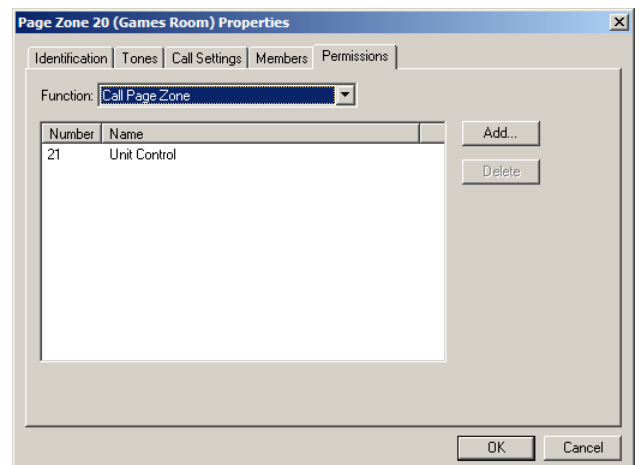 Page Zone 20 (Games Room) Properties
Identification Tones Call Settings Members Permissions
Function: Call Page Zone
Number Name
21 Unit Control
Add...
Delete
OK Cancel